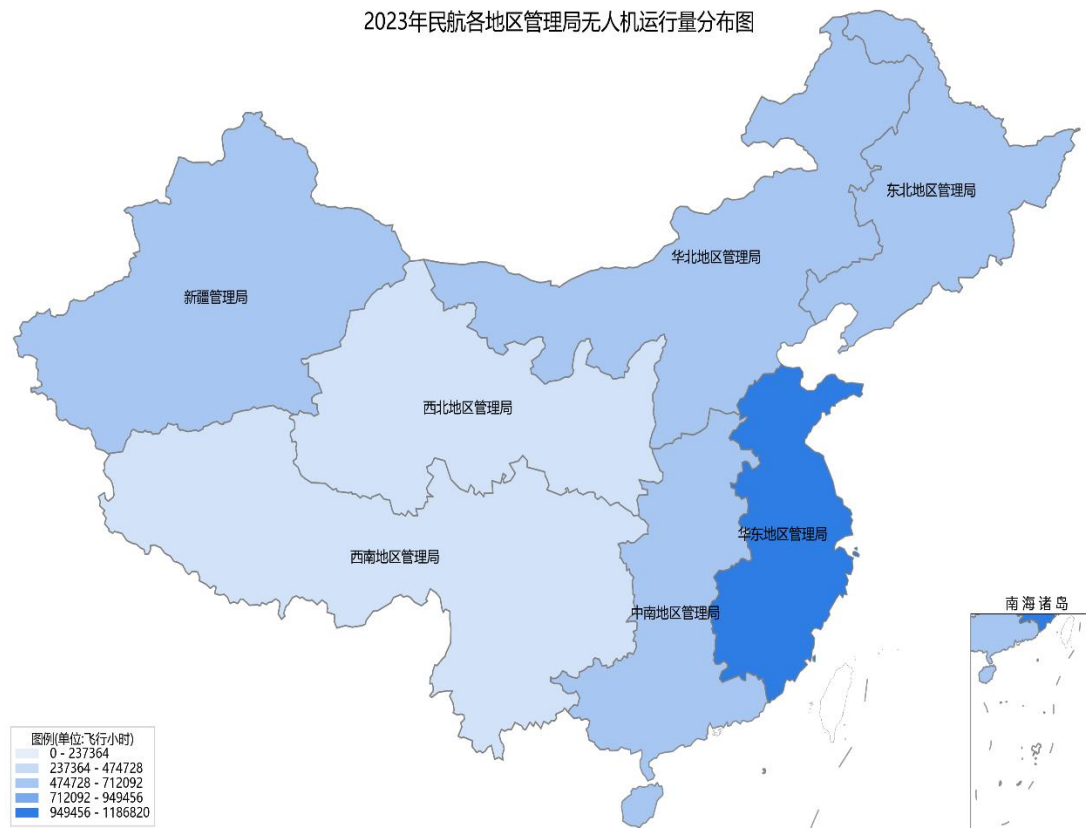 2023年民航各地区管理局无人机运行量分布图
东北地区管理局
华北地区管理局
新疆管理局
西北地区管理局
华东地区管理局
西南地区管理局
中南地区管理局
南海诸岛
图例(单位:飞行小时)
0 - 237364
237364 - 474728
474728 - 712092
712092 - 949456
949456 - 1186820